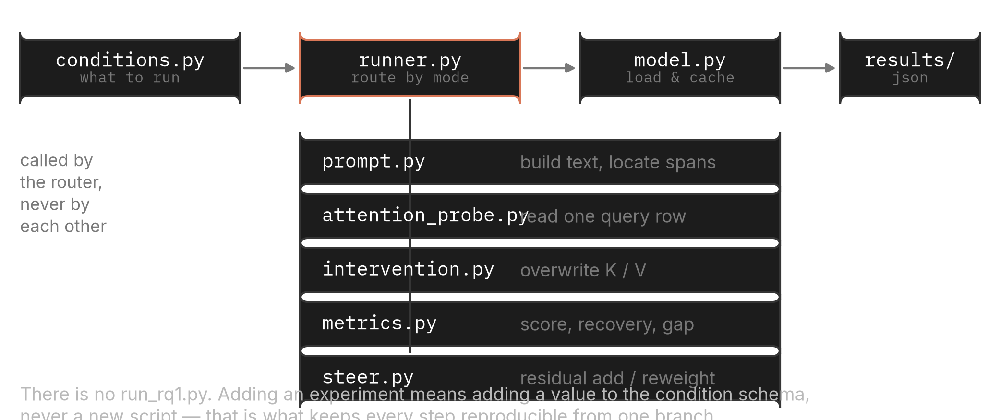 conditions.py
what to run
runner.py
route by mode
model.py
load & cache
results/
json
called by
the router,
never by
each other
prompt.py build text, locate spans
attention_probe.py read one query row
intervention.py overwrite K / V
metrics.py score, recovery, gap
steer.py residual add / reweight
There is no run_rq1.py. Adding an experiment means adding a value to the condition schema,
never a new script — that is what keeps every step reproducible from one branch